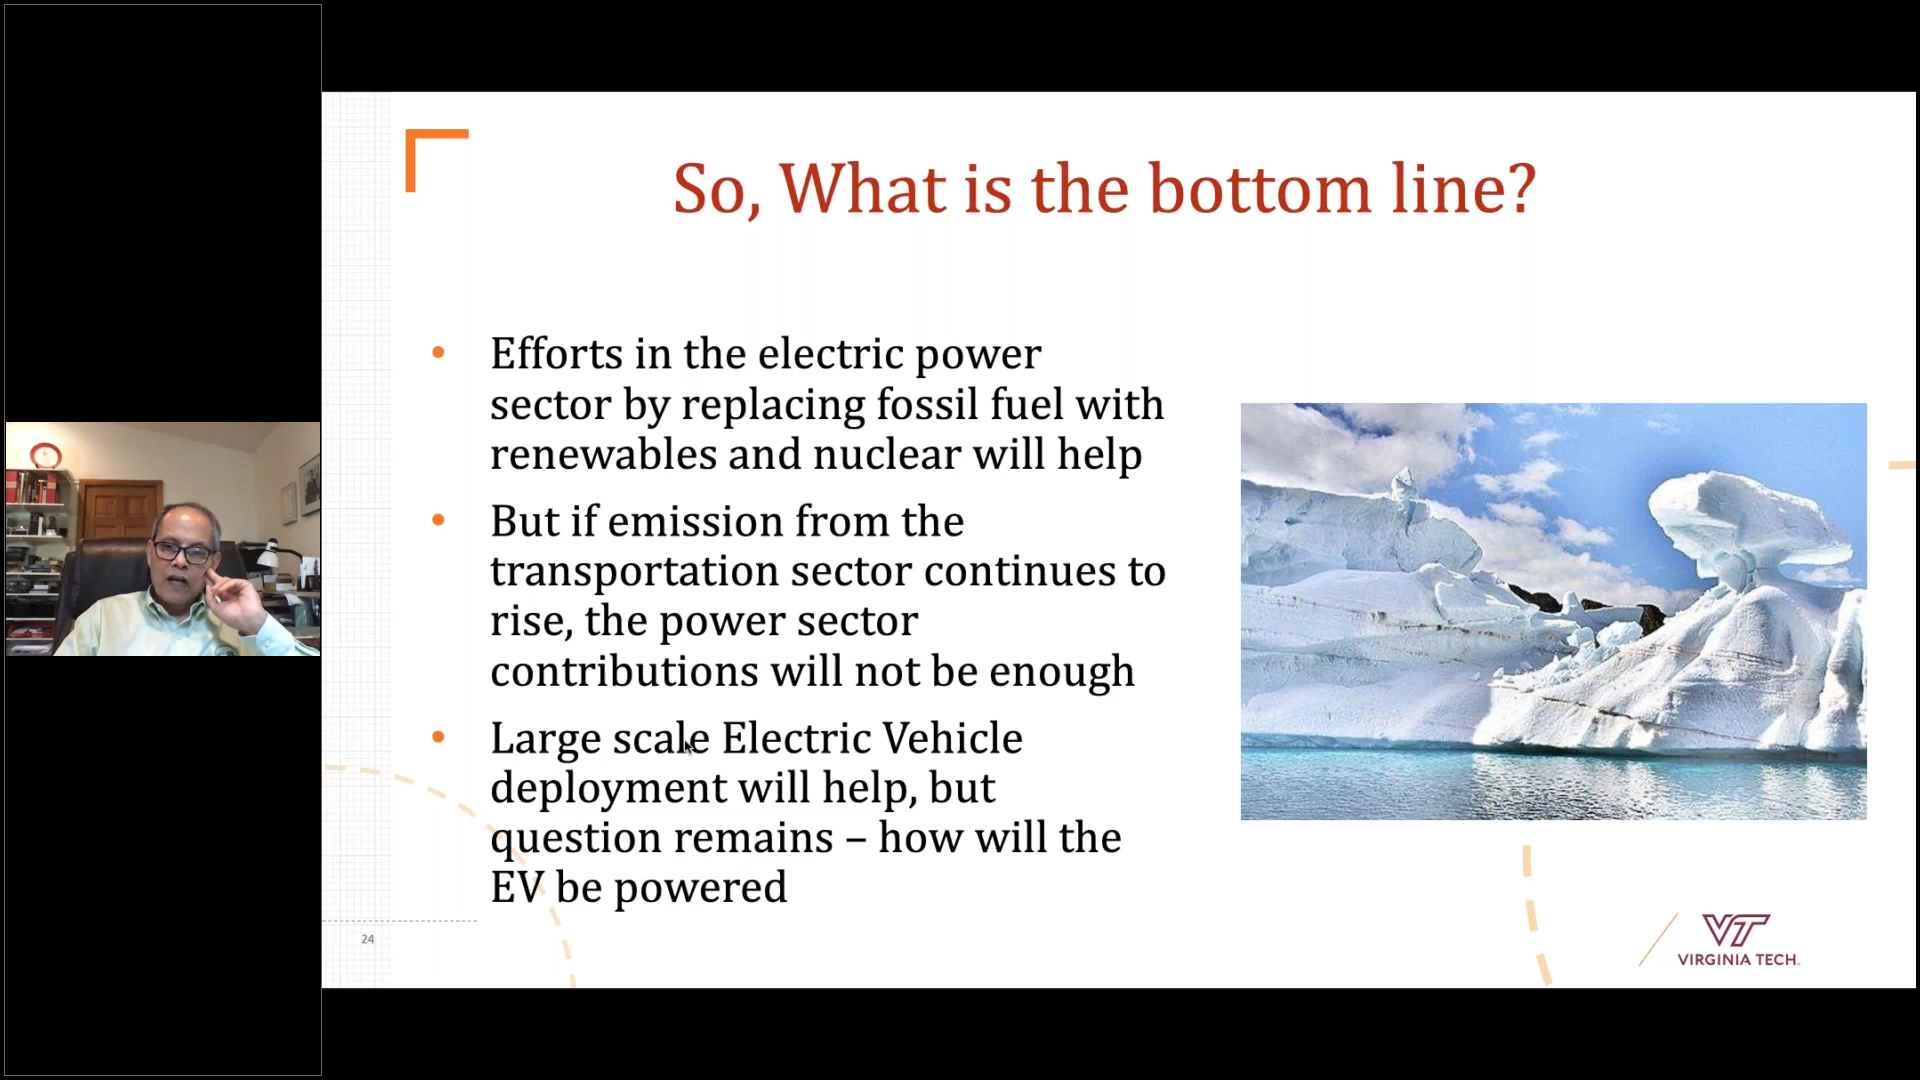 So, What is the bottom line?
• Efforts in the electric power
sector by replacing fossil fuel with
renewables and nuclear will help
• But if emission from the
transportation sector continues to
rise, the power sector
contributions will not be enough
• Large scale Electric Vehicle
deployment will help, but
question remains – how will the
EV be powered
24
VT
VIRGINIA TECH.